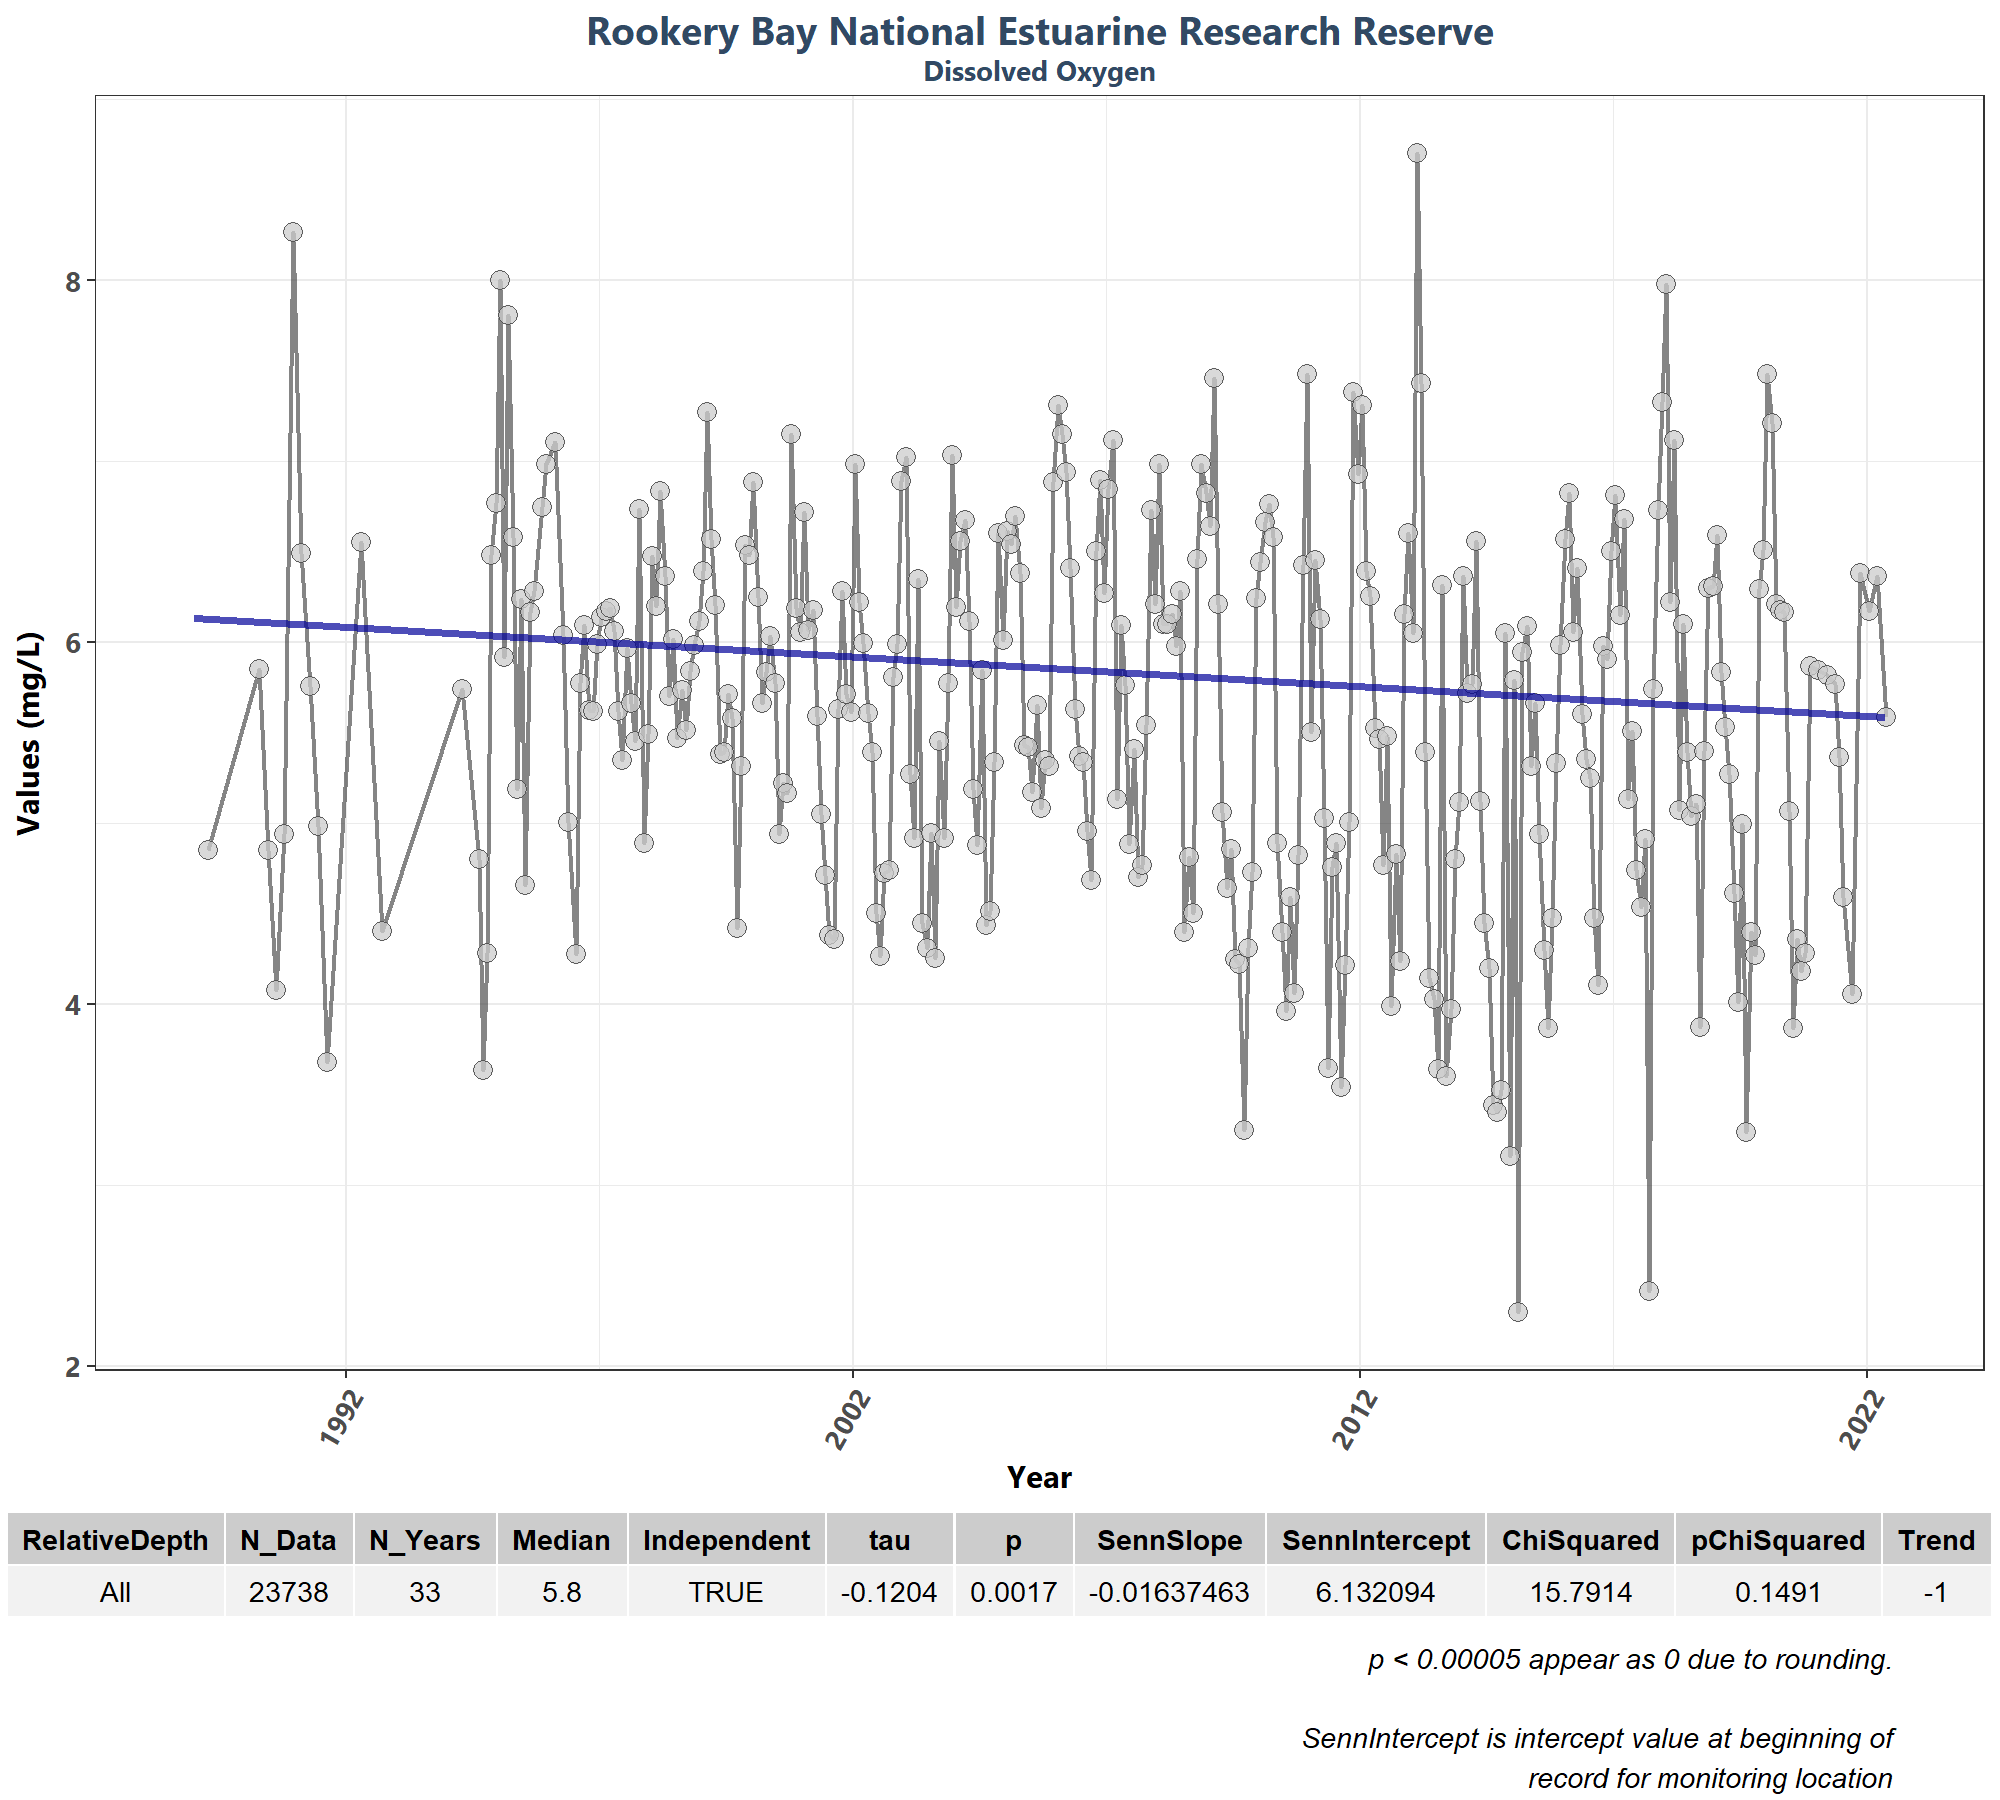 Rookery Bay National Estuarine Research Reserve
Dissolved Oxygen
Values (mg/L)
8
6
4
2
1992 2002 2012 2022
Year
RelativeDepth N_Data N_Years Median Independent tau p SennSlope SennIntercept ChiSquared pChiSquared Trend
All 23738 33 5.8 TRUE -0.1204 0.0017 -0.01637463 6.132094 15.7914 0.1491 -1
p < 0.00005 appear as 0 due to rounding.
SennIntercept is intercept value at beginning of
record for monitoring location